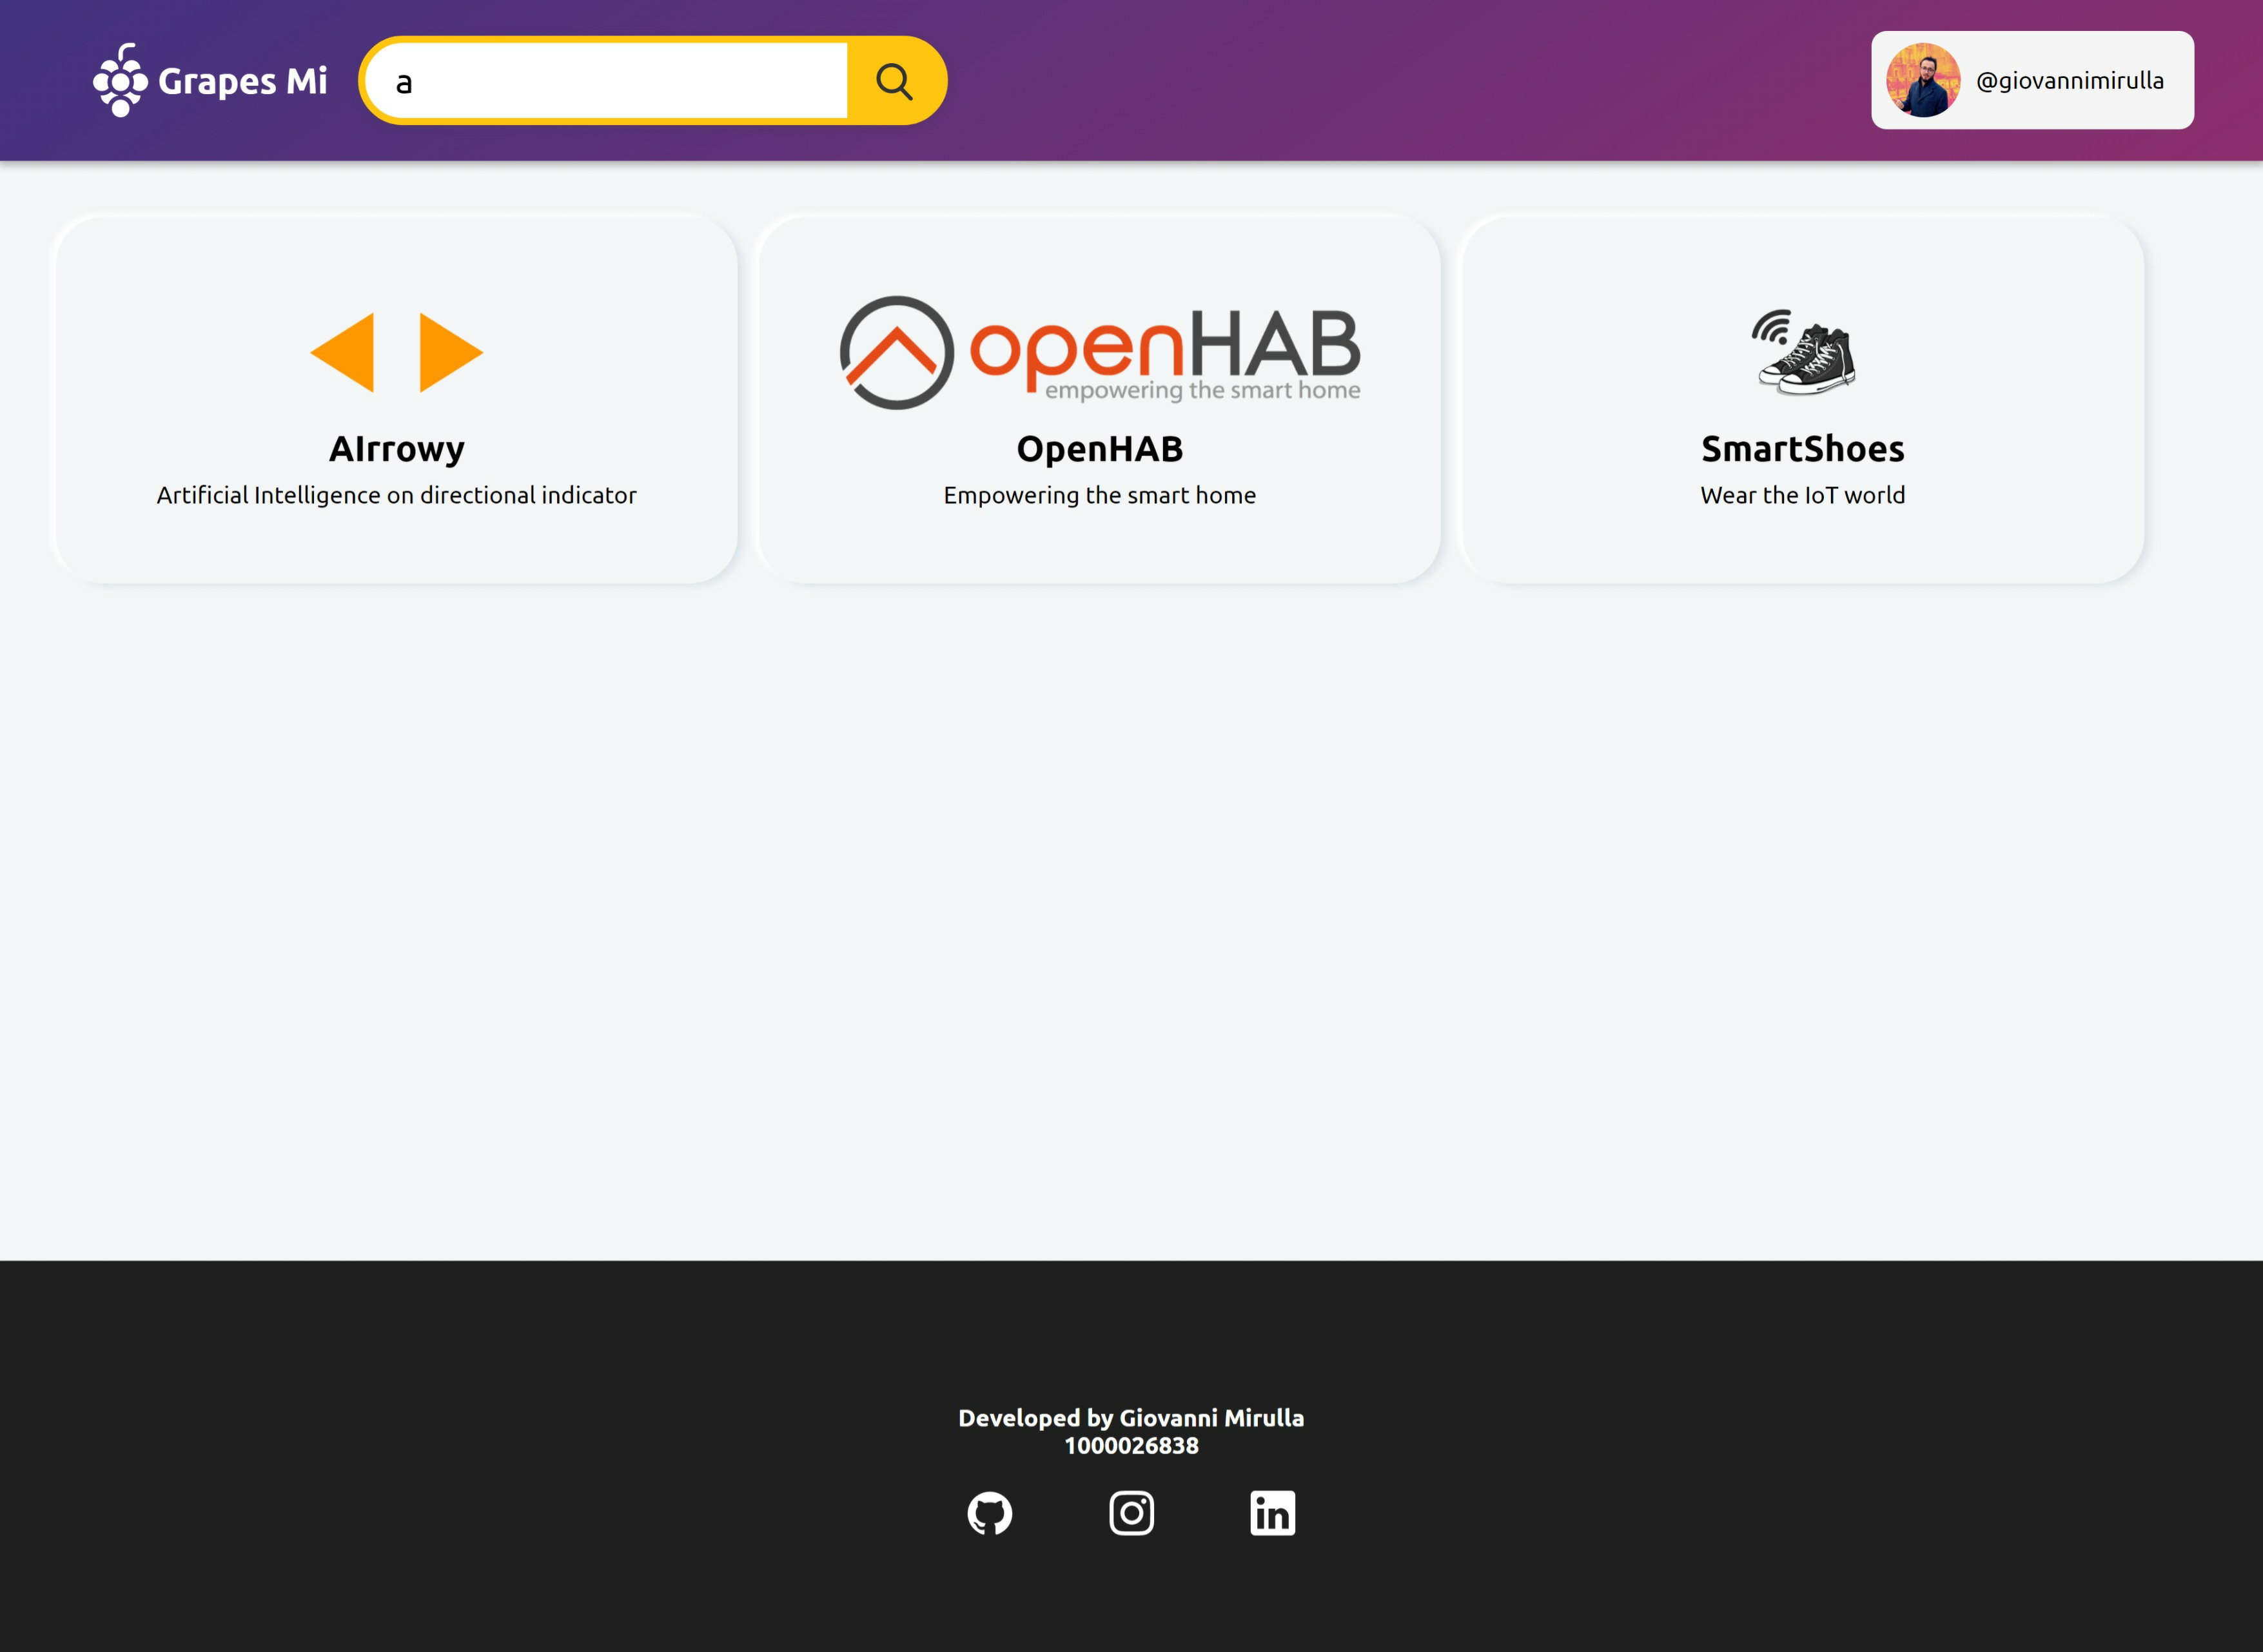 Grapes Mi
a
@giovannimirulla
openHAB
empowering the smart home
AIrrowy
Artificial Intelligence on directional indicator
OpenHAB
Empowering the smart home
SmartShoes
Wear the IoT world
Developed by Giovanni Mirulla
1000026838
in